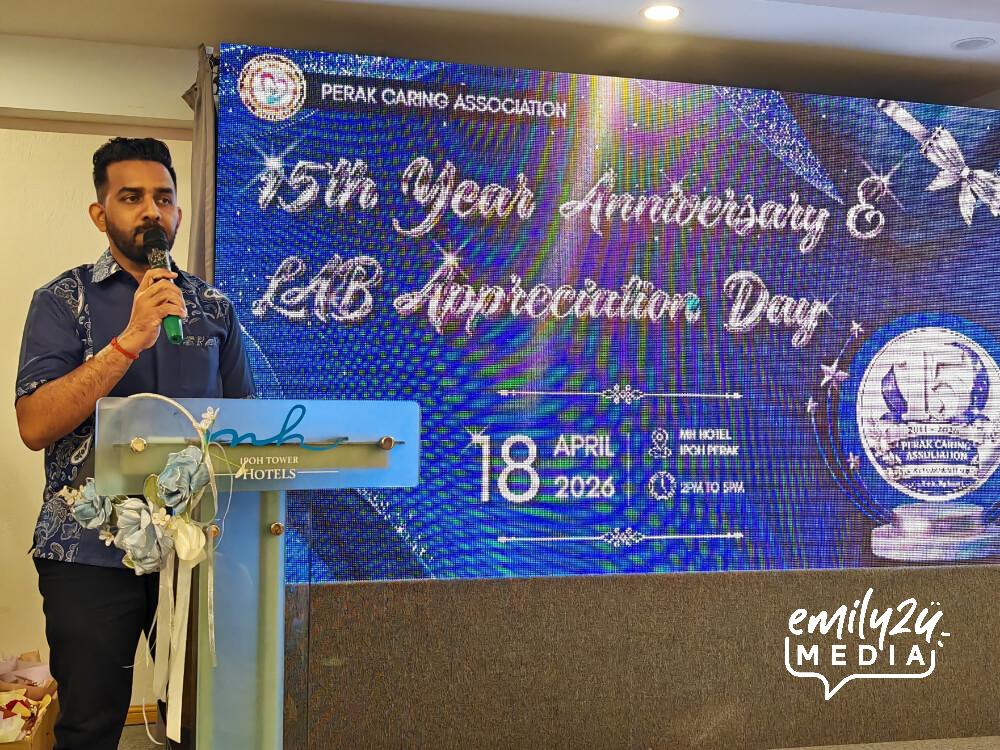 PERAK CARING ASSOCIATION
15th Year Anniversary &
LAB Appreciation Day
18 APRIL 2026
MH HOTEL
IPOH PERAK
2PM TO 5PM
15
PERAK CARING
ASSOCIATION
mh
IPOH TOWER
HOTELS
emily2u
MEDIA